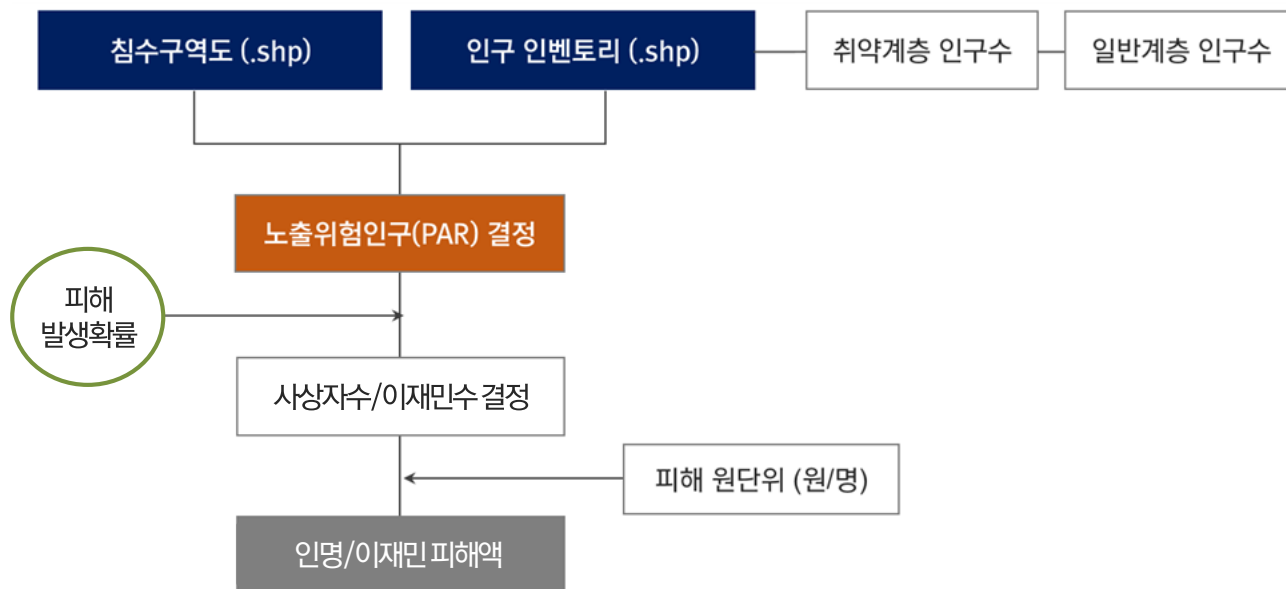 침수구역도 (.shp)
인구 인벤토리 (.shp)
취약계층 인구수
일반계층 인구수
노출위험인구(PAR) 결정
피해
발생확률
사상자수/이재민수 결정
피해 원단위 (원/명)
인명/이재민 피해액